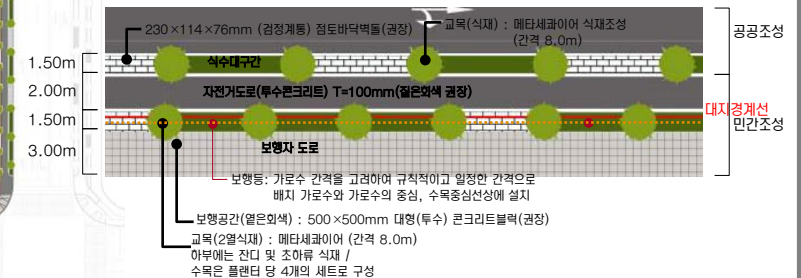 230×114×76mm (검정계통) 점토바닥벽돌(권장)
교목(식재) : 메타세콰이어 식재조성
(간격 8.0m)
공공조성
1.50m
식수대구간
2.00m
자전거도로(투수콘크리트) T=100mm(짙은회색 권장)
대지경계선
1.50m
민간조성
3.00m
보행자 도로
보행등: 가로수 간격을 고려하여 규칙적이고 일정한 간격으로
배치 가로수와 가로수의 중심, 수목중심선상에 설치
보행공간(옅은회색) : 500×500mm 대형(투수) 콘크리트블럭(권장)
교목(2열식재) : 메타세콰이어 (간격 8.0m)
하부에는 잔디 및 초하류 식재 /
수목은 플랜터 당 4개의 세트로 구성